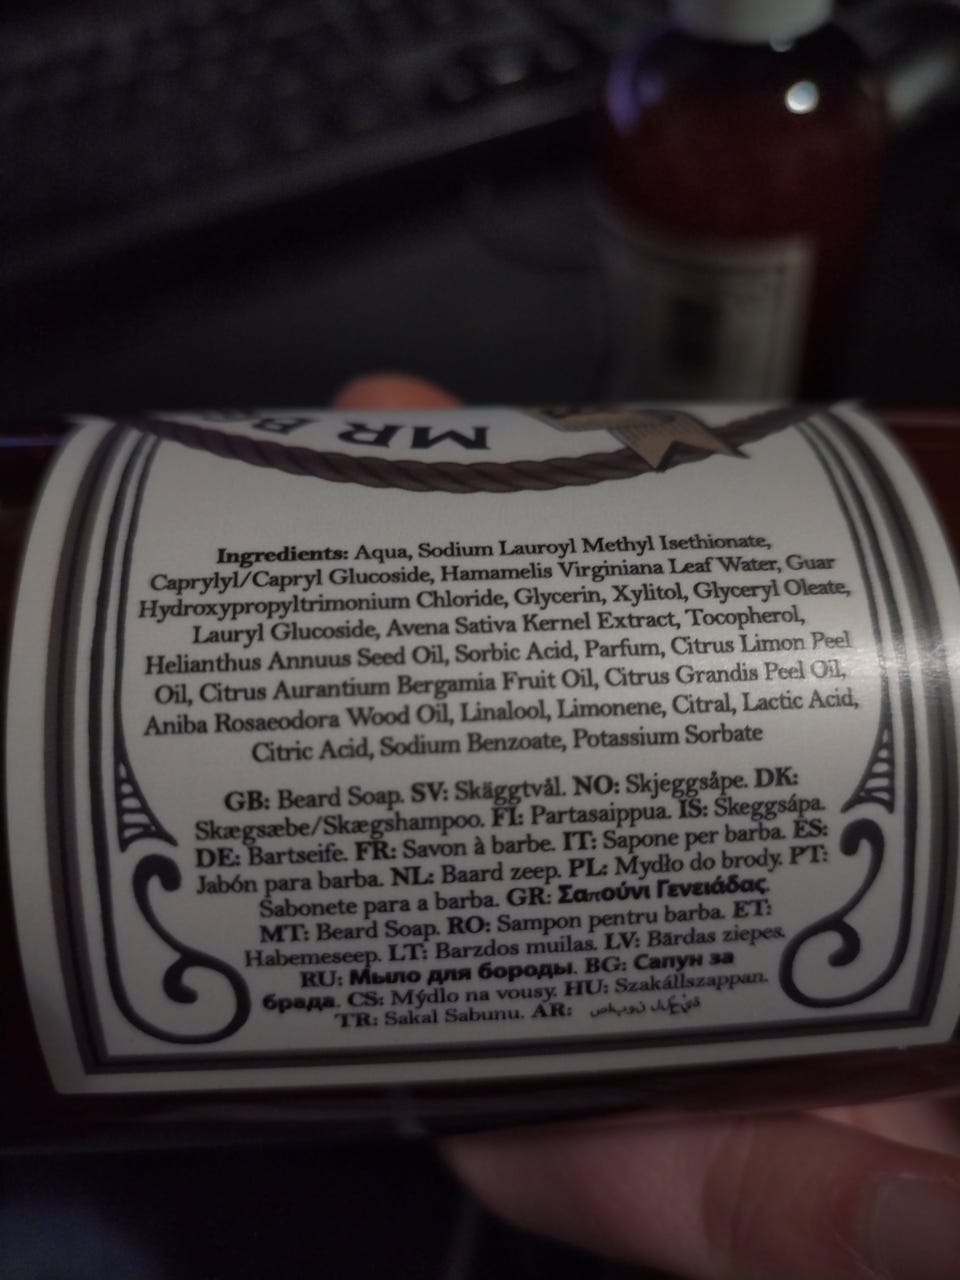 MR B
Ingredients: Aqua, Sodium Lauroyl Methyl Isethionate,
Caprylyl/Capryl Glucoside, Hamamelis Virginiana Leaf Water, Guar
Hydroxypropyltrimonium Chloride, Glycerin, Xylitol, Glyceryl Oleate,
Lauryl Glucoside, Avena Sativa Kernel Extract, Tocopherol,
Helianthus Annuus Seed Oil, Sorbic Acid, Parfum, Citrus Limon Peel
Oil, Citrus Aurantium Bergamia Fruit Oil, Citrus Grandis Peel Oil,
Aniba Rosaeodora Wood Oil, Linalool, Limonene, Citral, Lactic Acid,
Citric Acid, Sodium Benzoate, Potassium Sorbate
GB: Beard Soap. SV: Skäggtvål. NO: Skjeggsåpe. DK:
Skægsæbe/Skægshampoo. FI: Partasaippua. IS: Skeggsápa.
DE: Bartseife. FR: Savon à barbe. IT: Sapone per barba. ES:
Jabón para barba. NL: Baard zeep. PL: Mydło do brody. PT:
Sabonete para a barba. GR: Σαπούνι Γενειάδας.
MT: Beard Soap. RO: Sampon pentru barba. ET:
Habemeseep. LT: Barzdos muilas. LV: Bārdas ziepes.
RU: Мыло для бороды. BG: Сапун за
брада. CS: Mýdlo na vousy. HU: Szakállszappan.
TR: Sakal Sabunu. AR: